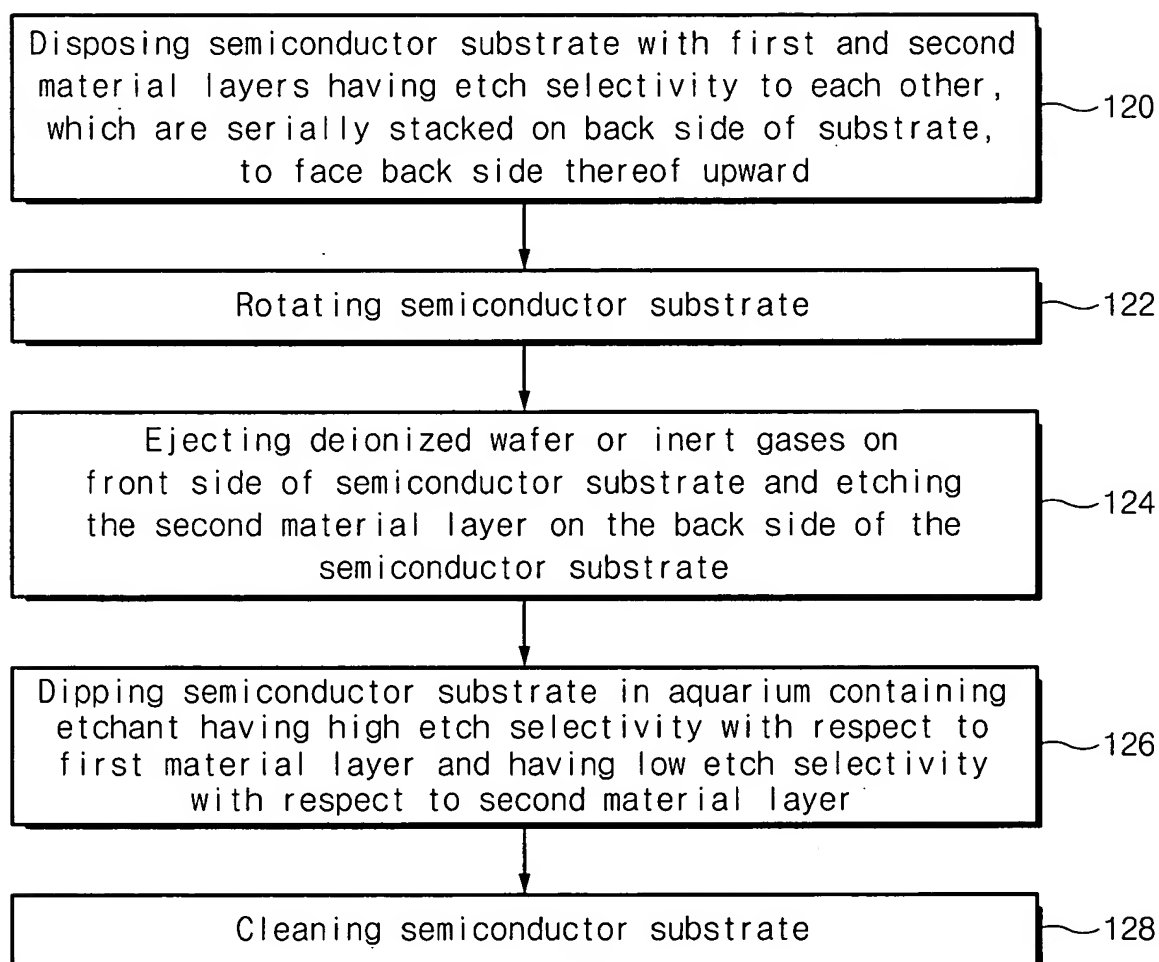 Disposing semiconductor substrate with first and second
material layers having etch selectivity to each other,
which are serially stacked on back side of substrate,
to face back side thereof upward
120
Rotating semiconductor substrate
122
Ejecting deionized wafer or inert gases on
front side of semiconductor substrate and etching
the second material layer on the back side of the
semiconductor substrate
124
Dipping semiconductor substrate in aquarium containing
etchant having high etch selectivity with respect to
first material layer and having low etch selectivity
with respect to second material layer
126
Cleaning semiconductor substrate
128